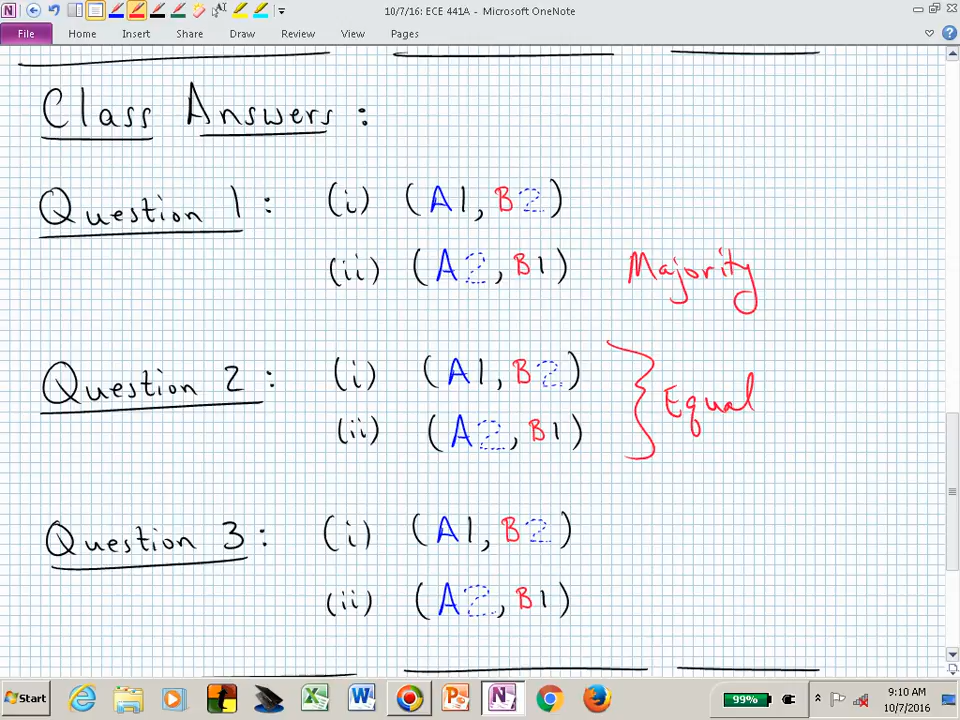 10/7/16: ECE 441A - Microsoft OneNote
File Home Insert Share Draw Review View Pages
Class Answers:
Question 1: (i) (A1, B2)
(ii) (A2, B1) Majority
Question 2: (i) (A1, B2)
(ii) (A2, B1) } Equal
Question 3: (i) (A1, B2)
(ii) (A2, B1)
Start 99% 9:10 AM
10/7/2016